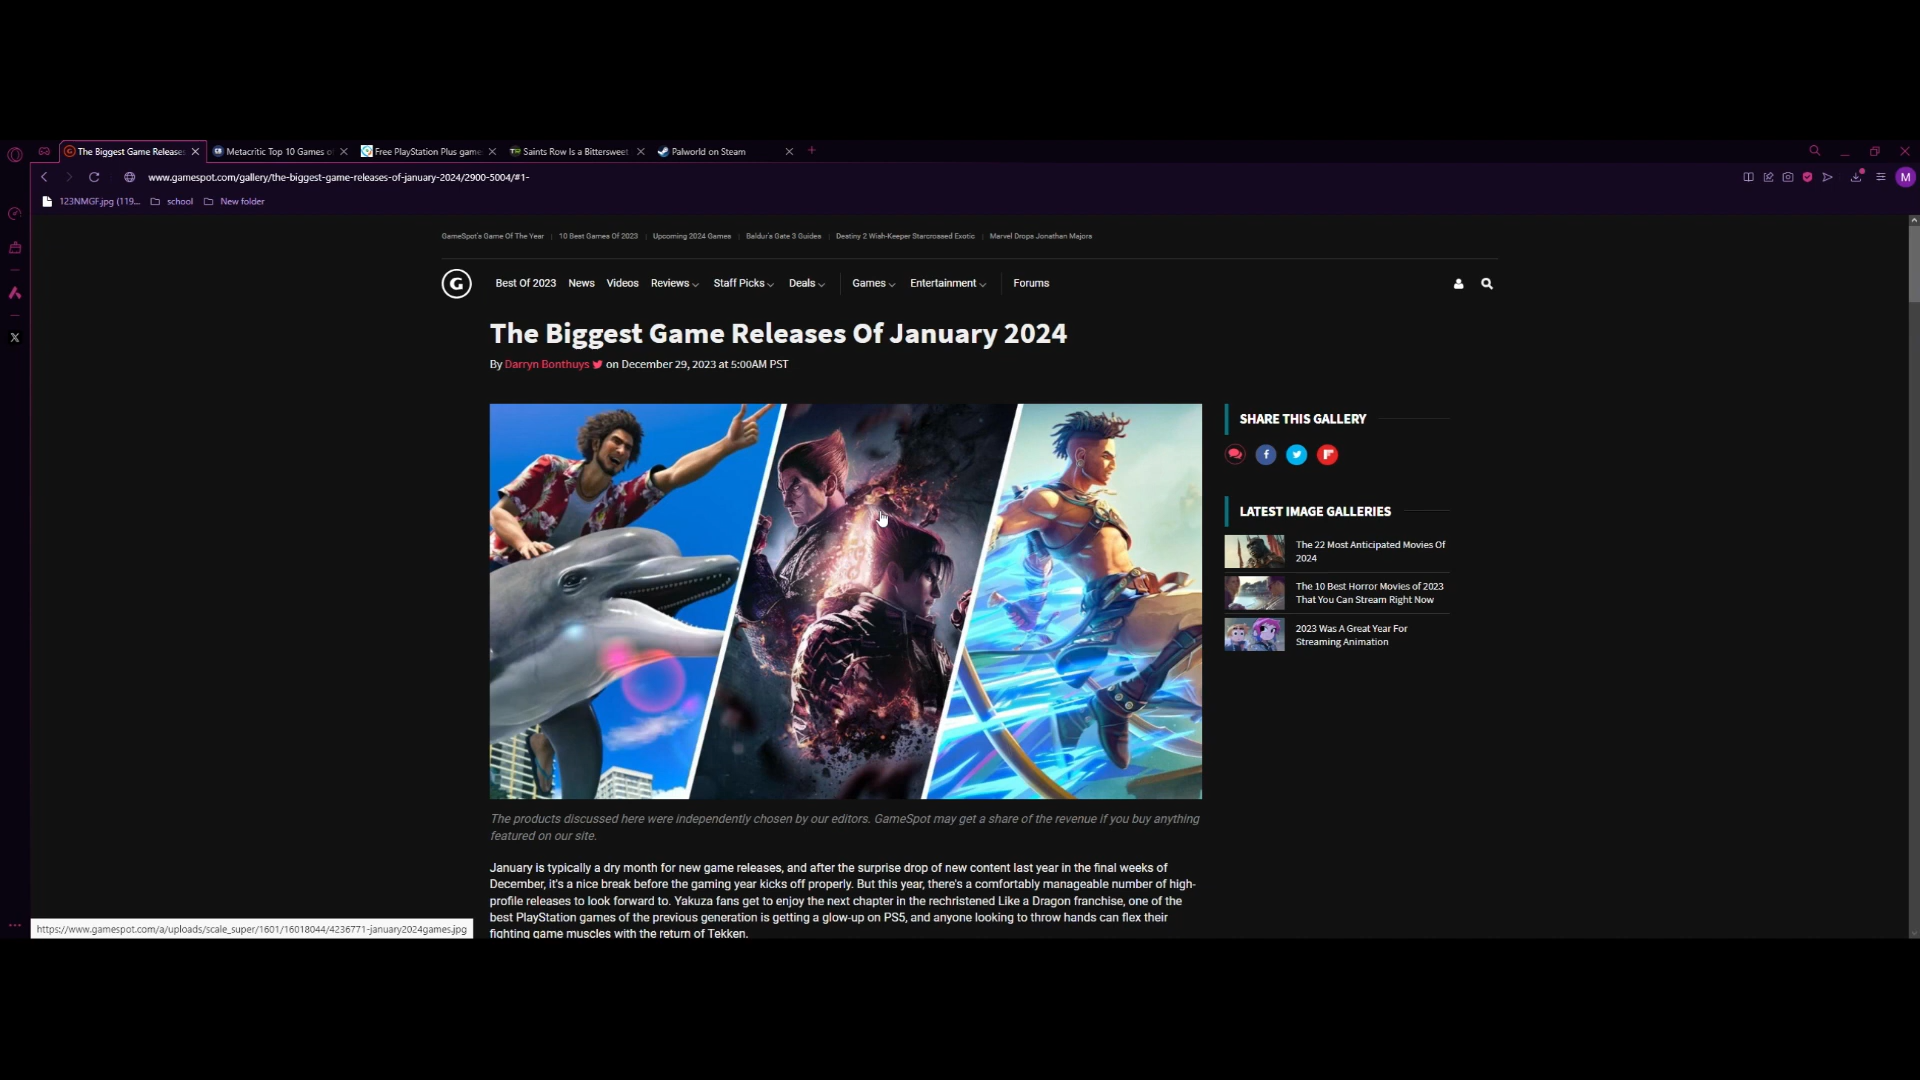 The Biggest Game Releases
Metacritic Top 10 Games o
Free PlayStation Plus game
Saints Row Is a Bittersweet
Palworld on Steam
www.gamespot.com/gallery/the-biggest-game-releases-of-january-2024/2900-5004/#1-
M
123NMGF.jpg (119...
school
New folder
GameSpot's Game Of The Year | 10 Best Games Of 2023 | Upcoming 2024 Games | Baldur's Gate 3 Guides | Destiny 2 Wish-Keeper Starcrossed Exotic | Marvel Drops Jonathan Majors
G Best Of 2023 News Videos Reviews Staff Picks Deals Games Entertainment Forums
The Biggest Game Releases Of January 2024
By Darryn Bonthuys on December 29, 2023 at 5:00AM PST
SHARE THIS GALLERY
LATEST IMAGE GALLERIES
The 22 Most Anticipated Movies Of
2024
The 10 Best Horror Movies of 2023
That You Can Stream Right Now
2023 Was A Great Year For
Streaming Animation
The products discussed here were independently chosen by our editors. GameSpot may get a share of the revenue if you buy anything
featured on our site.
January is typically a dry month for new game releases, and after the surprise drop of new content last year in the final weeks of
December, it's a nice break before the gaming year kicks off properly. But this year, there's a comfortably manageable number of high-
profile releases to look forward to. Yakuza fans get to enjoy the next chapter in the rechristened Like a Dragon franchise, one of the
best PlayStation games of the previous generation is getting a glow-up on PS5, and anyone looking to throw hands can flex their
fighting game muscles with the return of Tekken.
https://www.gamespot.com/a/uploads/scale_super/1601/16018044/4236771-january2024games.jpg